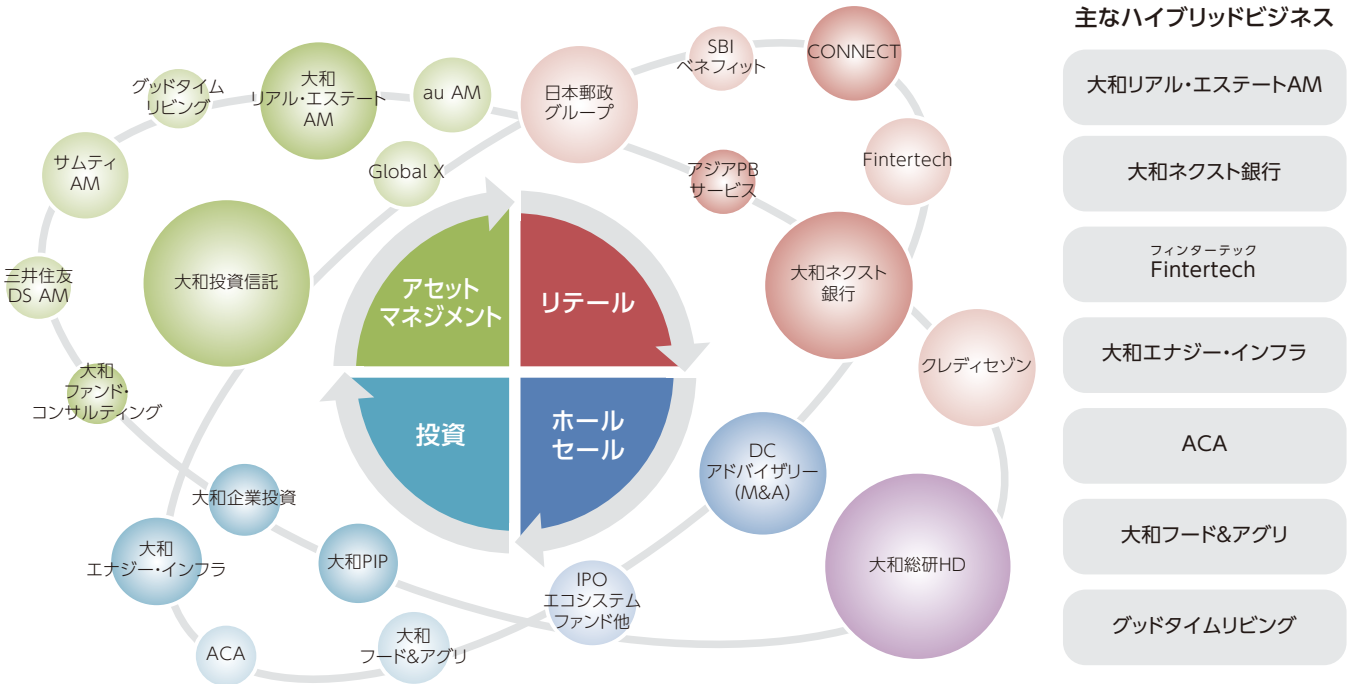 グッドタイム
リビング
大和
リアル・エステート
AM
au AM
日本郵政
グループ
SBI
ベネフィット
CONNECT
サムティ
AM
Global X
アジアPB
サービス
Fintertech
三井住友
DS AM
大和投資信託
アセット
マネジメント
リテール
大和ネクスト
銀行
大和
ファンド・
コンサルティング
投資
ホール
セール
クレディセゾン
大和企業投資
DC
アドバイザリー
(M&A)
大和
エナジー・インフラ
大和PIP
IPO
エコシステム
ファンド他
大和総研HD
ACA
大和
フード&アグリ
主なハイブリッドビジネス
大和リアル・エステートAM
大和ネクスト銀行
フィンターテック
Fintertech
大和エナジー・インフラ
ACA
大和フード&アグリ
グッドタイムリビング